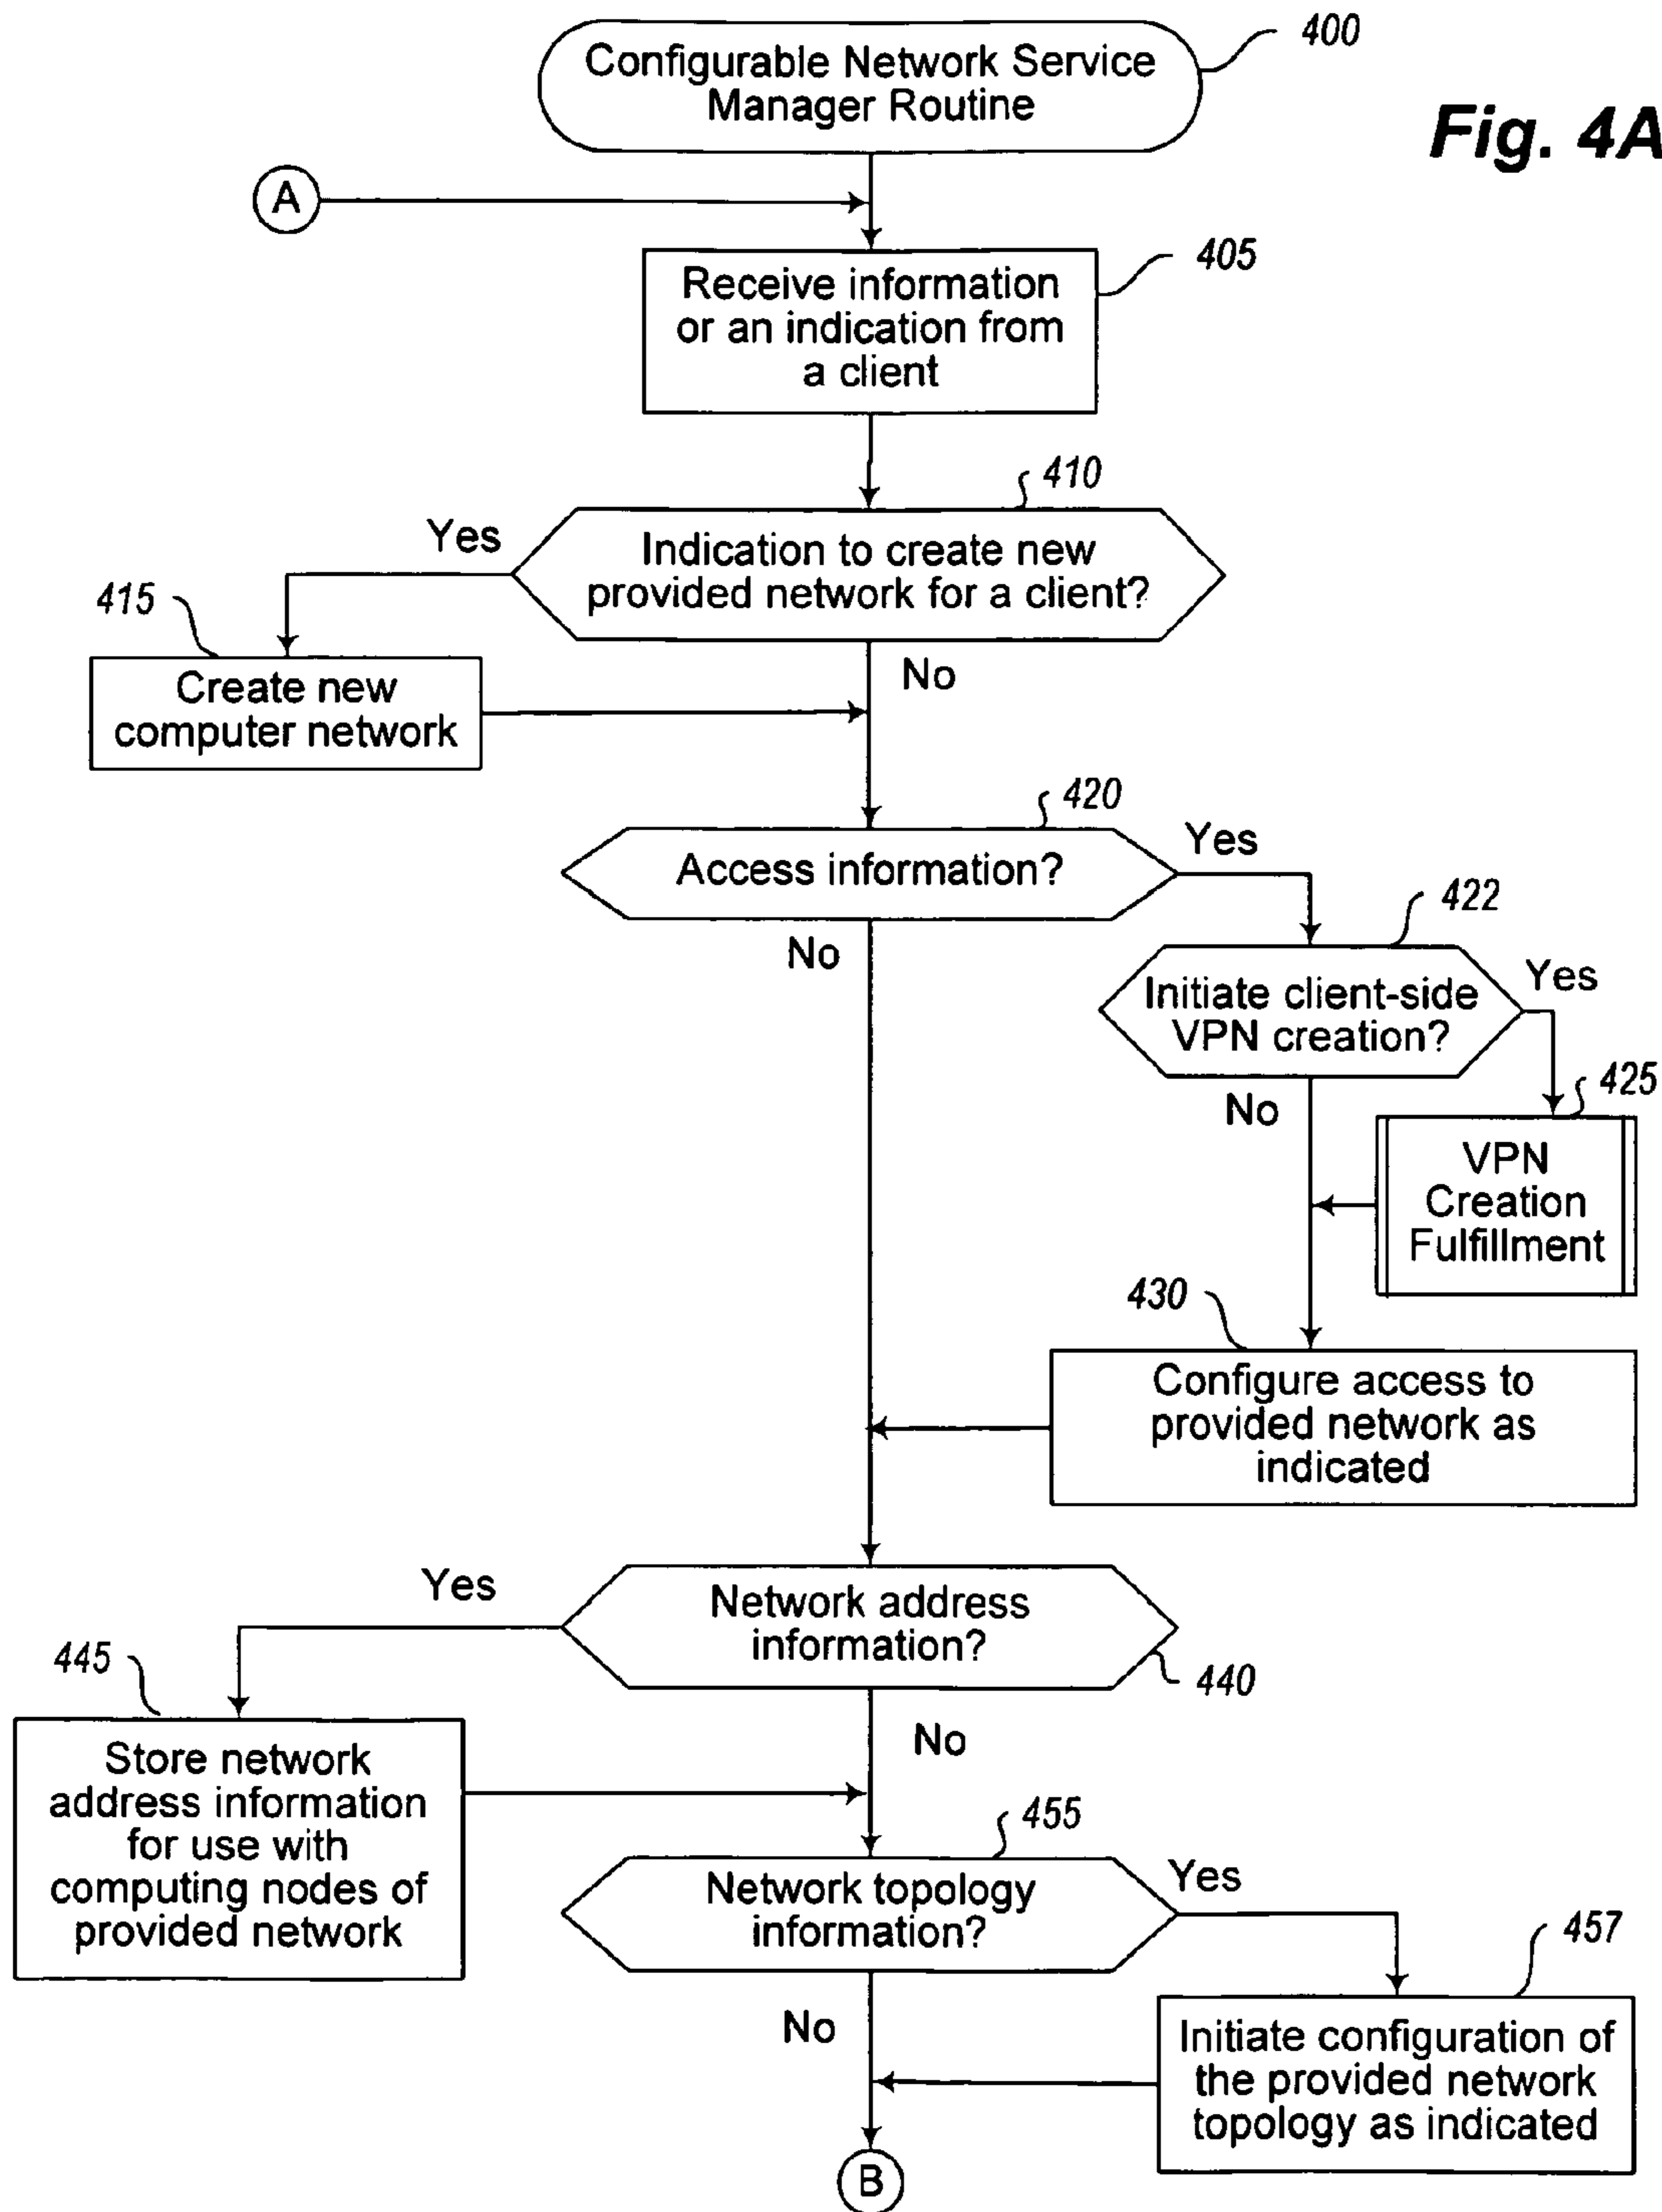 400
Configurable Network Service
Manager Routine
Fig. 4A
A
405
Receive information
or an indication from
a client
410
Yes
Indication to create new
provided network for a client?
415
No
Create new
computer network
420
Yes
Access information?
422
No
Yes
Initiate client-side
VPN creation?
425
No
VPN
Creation
Fulfillment
430
Configure access to
provided network as
indicated
Yes
Network address
information?
445
440
No
Store network
address information
for use with
computing nodes of
provided network
455
Yes
Network topology
information?
457
No
Initiate configuration of
the provided network
topology as indicated
B